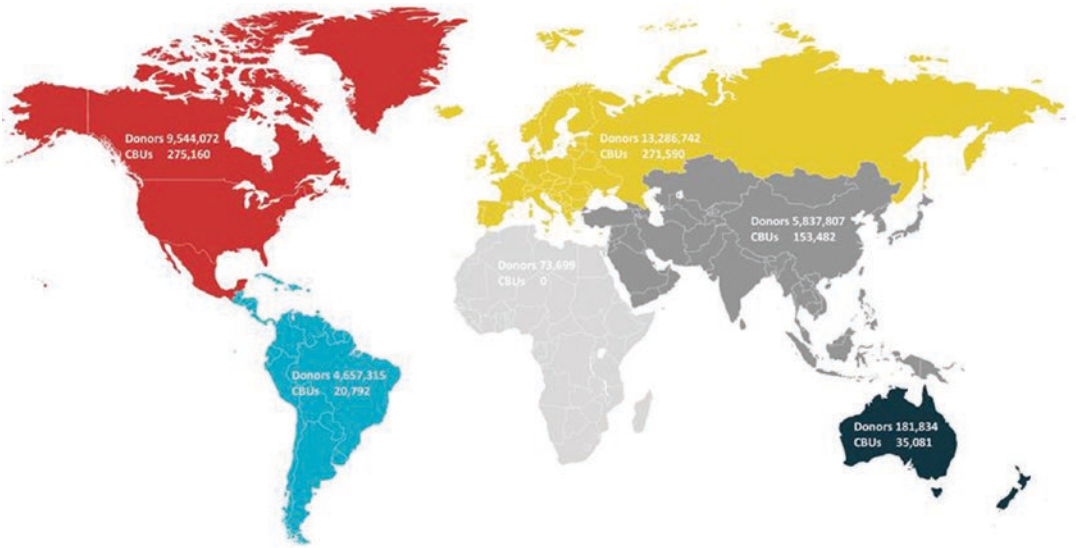 Donors 9,544,072
CBUs 275,160
Donors 13,286,742
CBUs 271,590
Donors 5,837,807
CBUs 153,482
Donors 73,699
CBUs 0
Donors 4,657,315
CBUs 20,792
Donors 181,834
CBUs 35,081